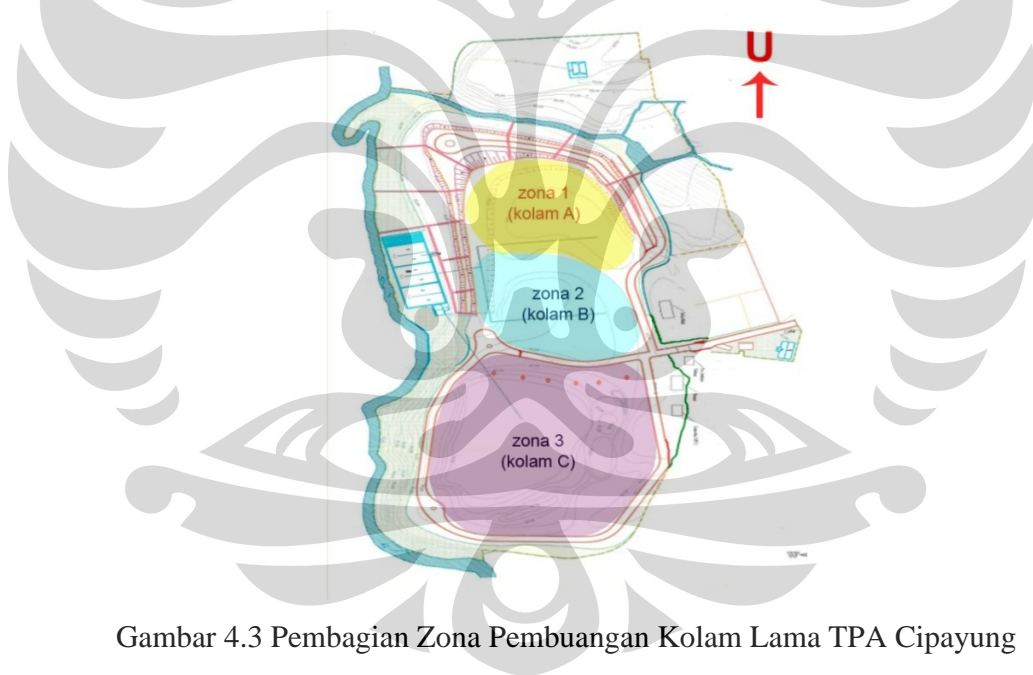 U
zona 1
(kolam A)
zona 2
(kolam B)
zona 3
(kolam C)
Gambar 4.3 Pembagian Zona Pembuangan Kolam Lama TPA Cipayung